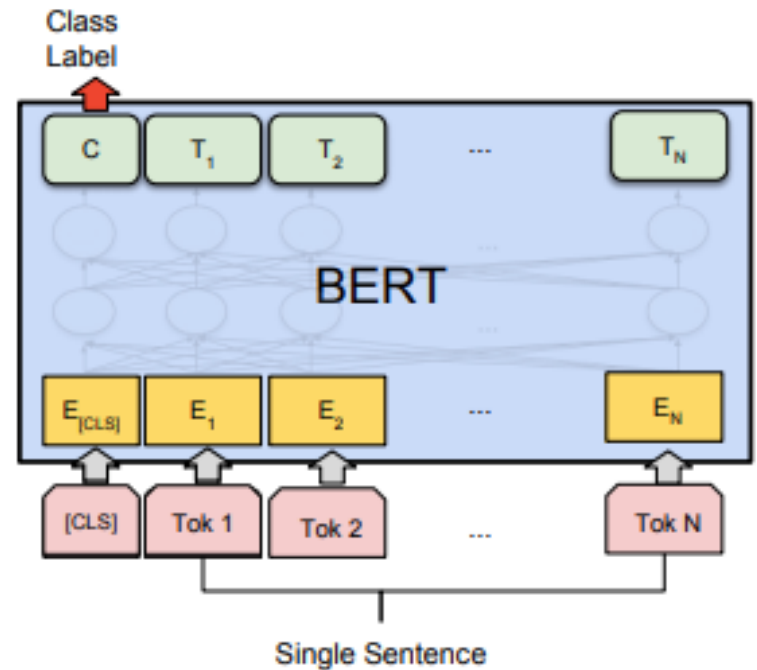 Class
Label
C T1 T2 ... TN
...
BERT
...
E[CLS] E1 E2 ... EN
[CLS] Tok 1 Tok 2 ... Tok N
Single Sentence